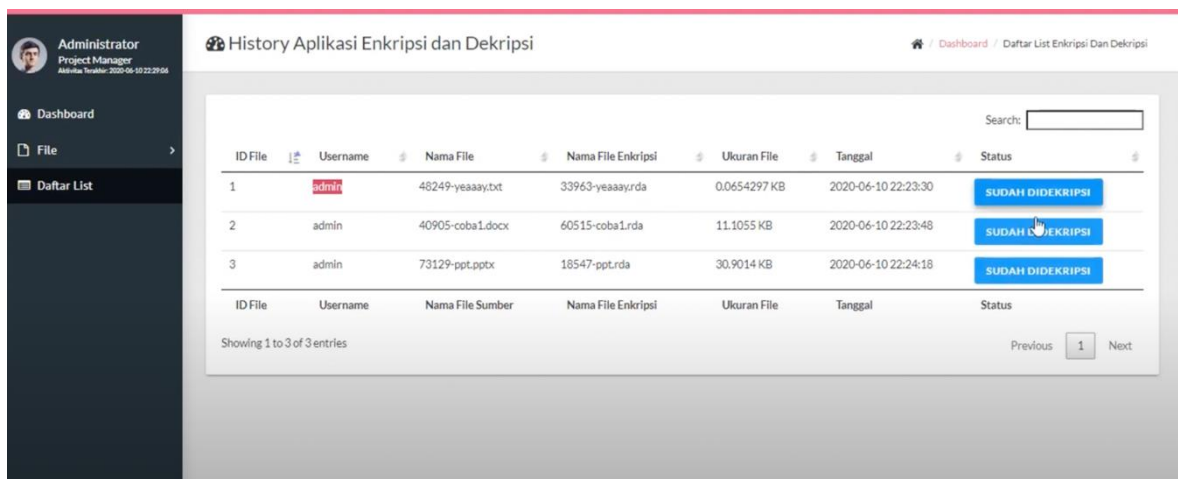 Administrator
Project Manager
Aktivitas Terakhir: 2020-06-10 22:29:06
Dashboard
File
Daftar List
History Aplikasi Enkripsi dan Dekripsi
/ Dashboard / Daftar List Enkripsi Dan Dekripsi
Search:
ID File Username Nama File Nama File Enkripsi Ukuran File Tanggal Status
1 admin 48249-yeaaay.txt 33963-yeaaay.rda 0.0654297 KB 2020-06-10 22:23:30 SUDAH DIDEKRIPSI
2 admin 40905-coba1.docx 60515-coba1.rda 11.1055 KB 2020-06-10 22:23:48 SUDAH DIDEKRIPSI
3 admin 73129-ppt.pptx 18547-ppt.rda 30.9014 KB 2020-06-10 22:24:18 SUDAH DIDEKRIPSI
ID File Username Nama File Sumber Nama File Enkripsi Ukuran File Tanggal Status
Showing 1 to 3 of 3 entries
Previous 1 Next